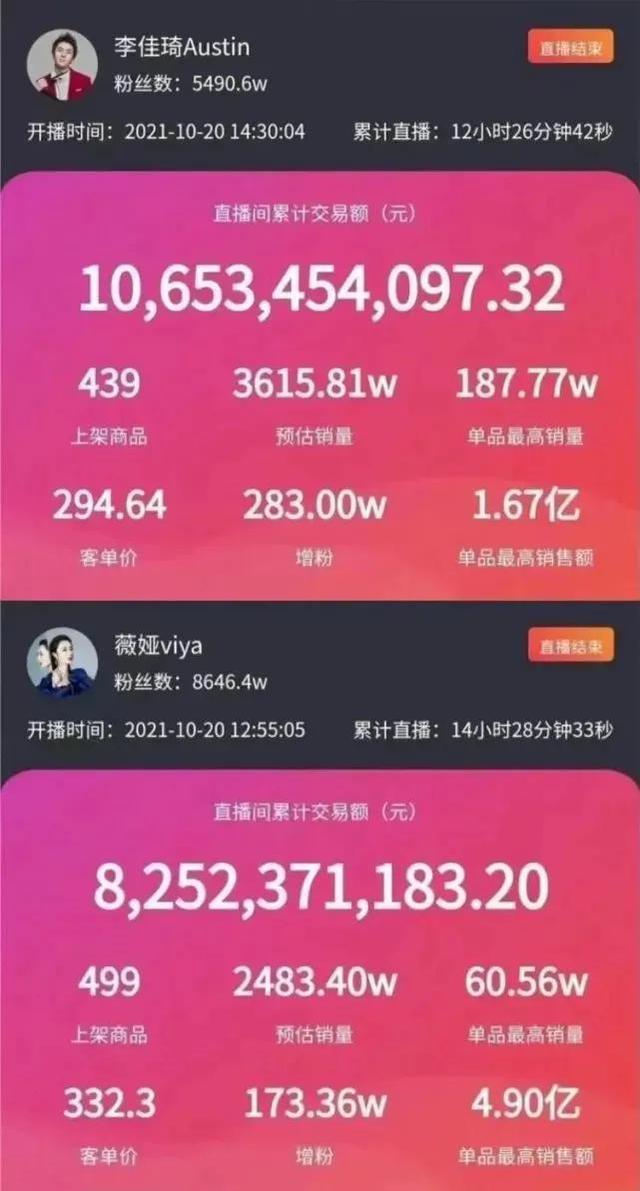 李佳琦Austin
直播结束
粉丝数：5490.6w
开播时间：2021-10-20 14:30:04 累计直播：12小时26分钟42秒
直播间累计交易额（元）
10,653,454,097.32
439 3615.81w 187.77w
上架商品 预估销量 单品最高销量
294.64 283.00w 1.67亿
客单价 增粉 单品最高销售额
薇娅viya
直播结束
粉丝数：8646.4w
开播时间：2021-10-20 12:55:05 累计直播：14小时28分钟33秒
直播间累计交易额（元）
8,252,371,183.20
499 2483.40w 60.56w
上架商品 预估销量 单品最高销量
332.3 173.36w 4.90亿
客单价 增粉 单品最高销售额